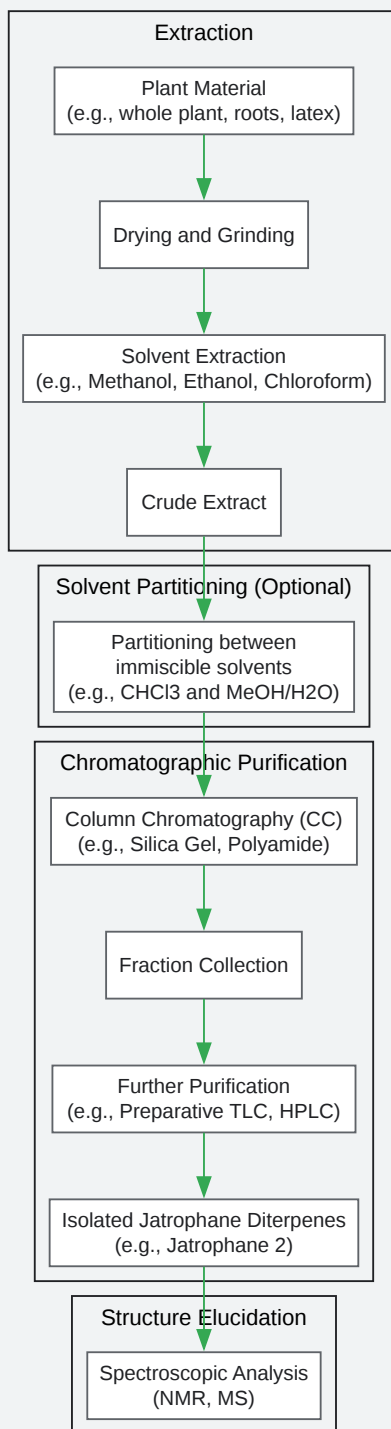 Extraction
Plant Material
(e.g., whole plant, roots, latex)
Drying and Grinding
Solvent Extraction
(e.g., Methanol, Ethanol, Chloroform)
Crude Extract
Solvent Partitioning (Optional)
Partitioning between
immiscible solvents
(e.g., CHCl3 and MeOH/H2O)
Chromatographic Purification
Column Chromatography (CC)
(e.g., Silica Gel, Polyamide)
Fraction Collection
Further Purification
(e.g., Preparative TLC, HPLC)
Isolated Jatrophane Diterpenes
(e.g., Jatrophane 2)
Structure Elucidation
Spectroscopic Analysis
(NMR, MS)